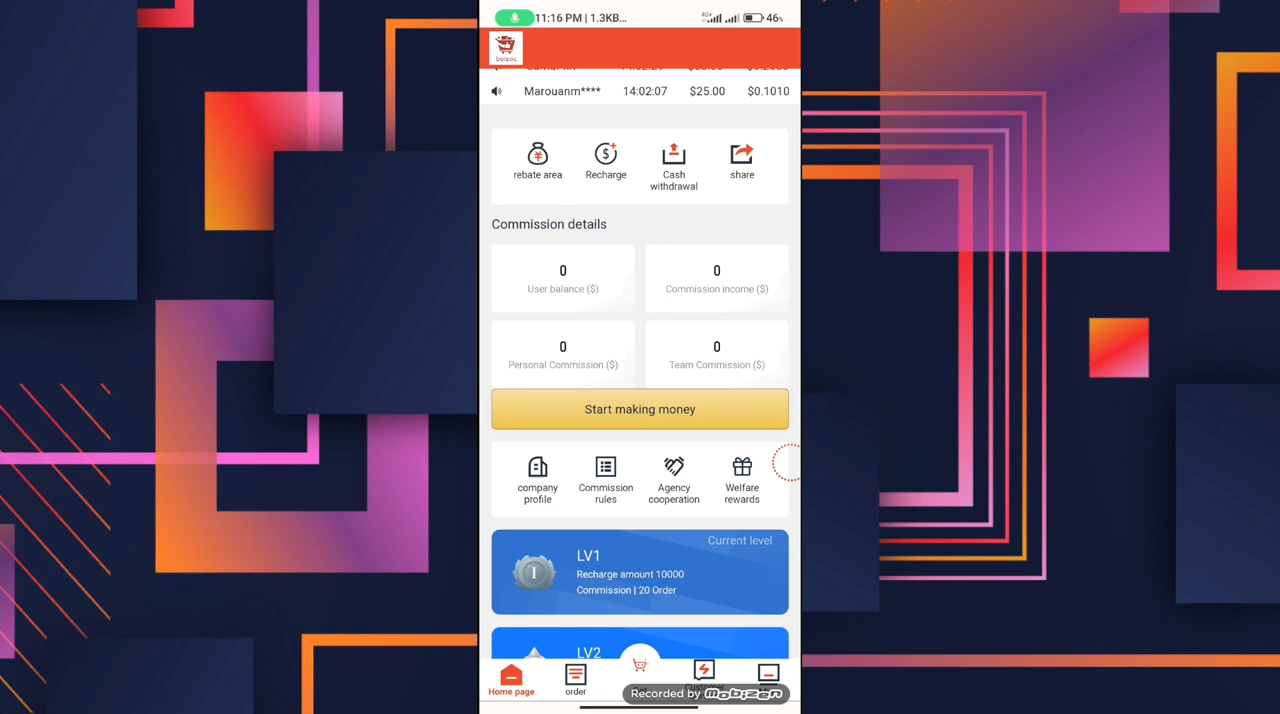 11:16 PM | 1.3KB... 4G+ 46%
beisoc
Marouanm**** 14:02:07 $25.00 $0.1010
rebate area Recharge Cash withdrawal share
Commission details
0 0
User balance ($) Commission income ($)
0 0
Personal Commission ($) Team Commission ($)
Start making money
company profile Commission rules Agency cooperation Welfare rewards
Current level
I LV1
Recharge amount 10000
Commission | 20 Order
LV2
Home page order
Recorded by mobizen